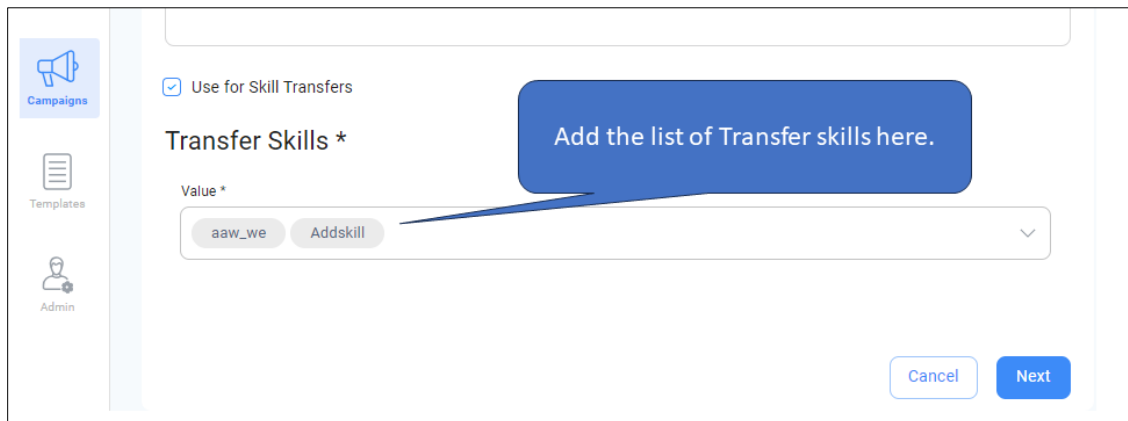 Campaigns
Templates
Admin
Use for Skill Transfers
Transfer Skills *
Add the list of Transfer skills here.
Value *
aaw_we Addskill
Cancel Next